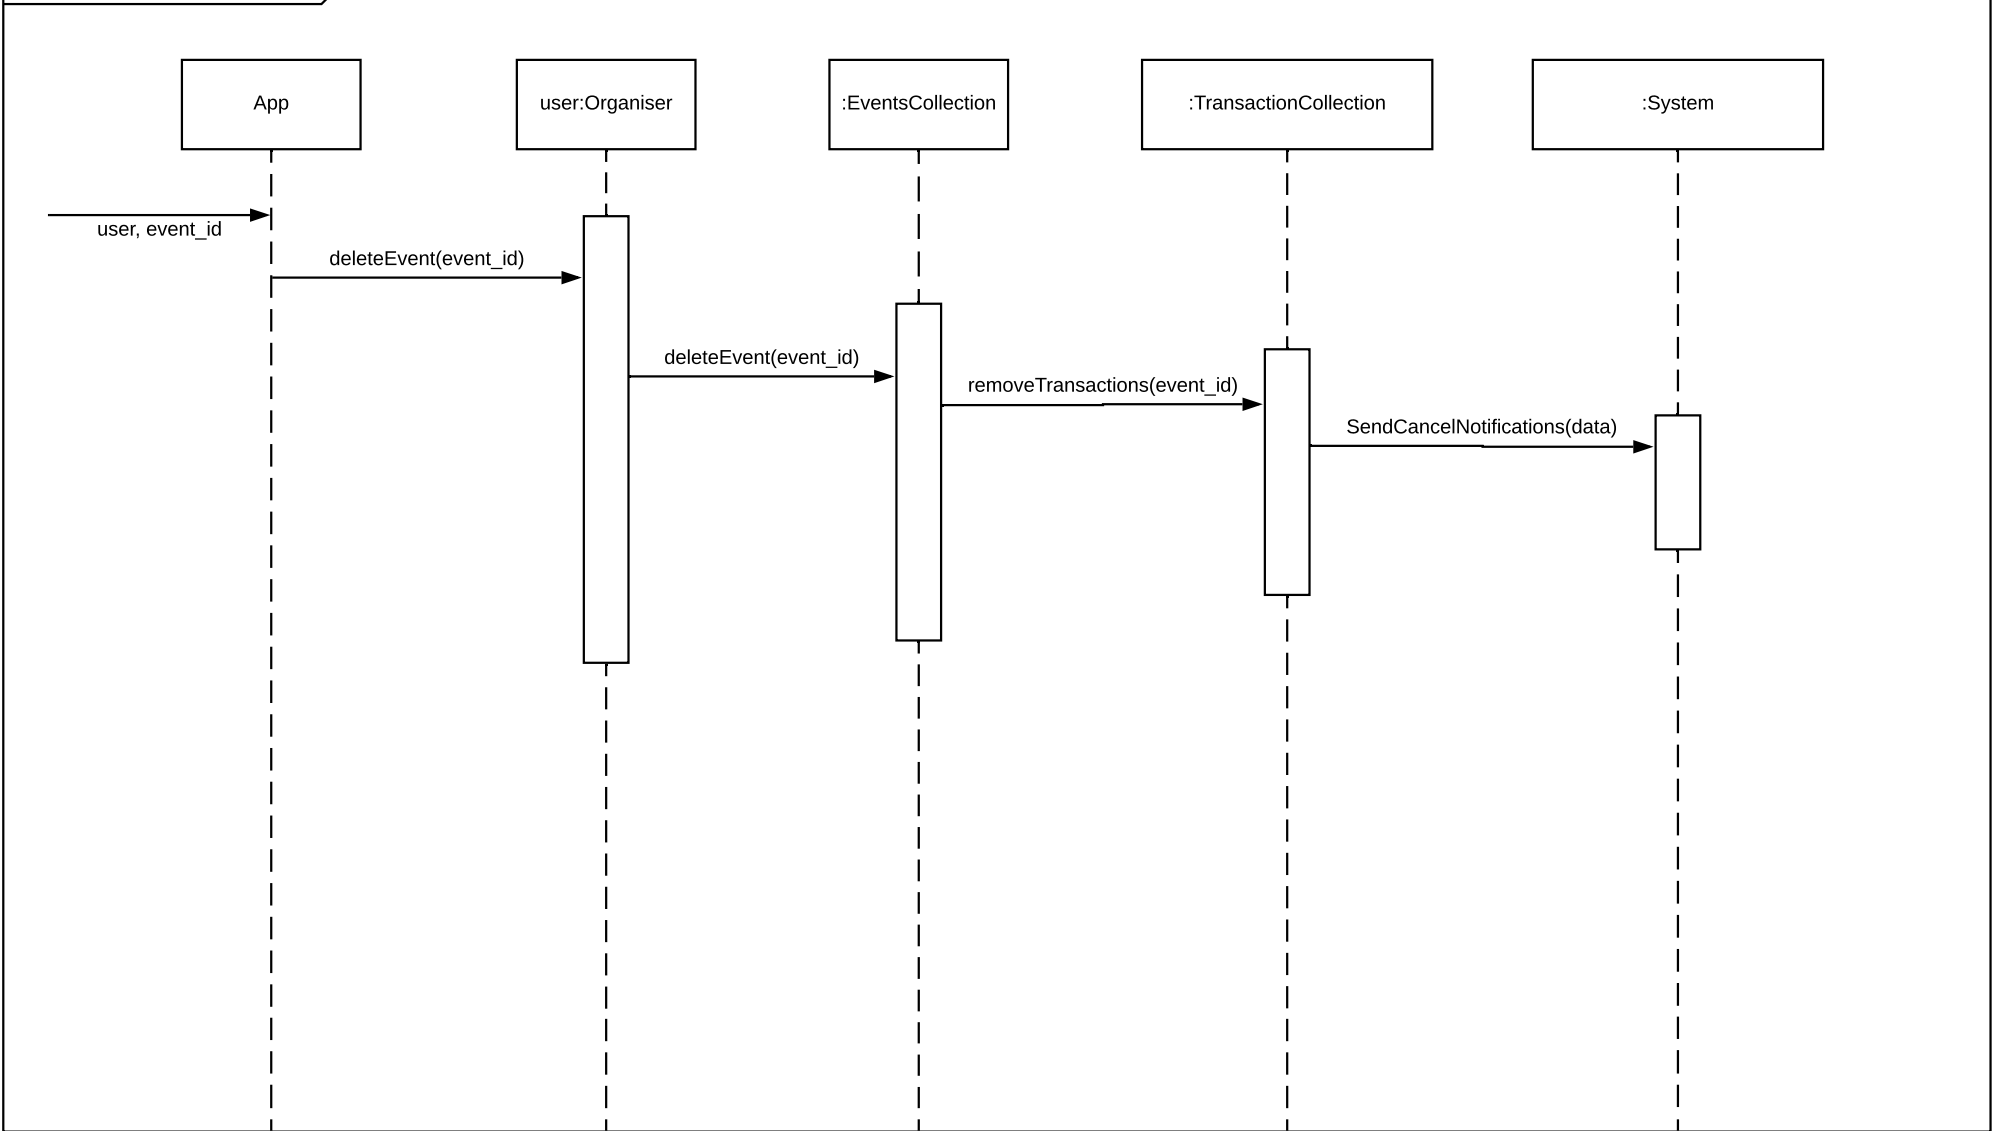 App
user:Organiser
:EventsCollection
:TransactionCollection
:System
user, event_id
deleteEvent(event_id)
deleteEvent(event_id)
removeTransactions(event_id)
SendCancelNotifications(data)